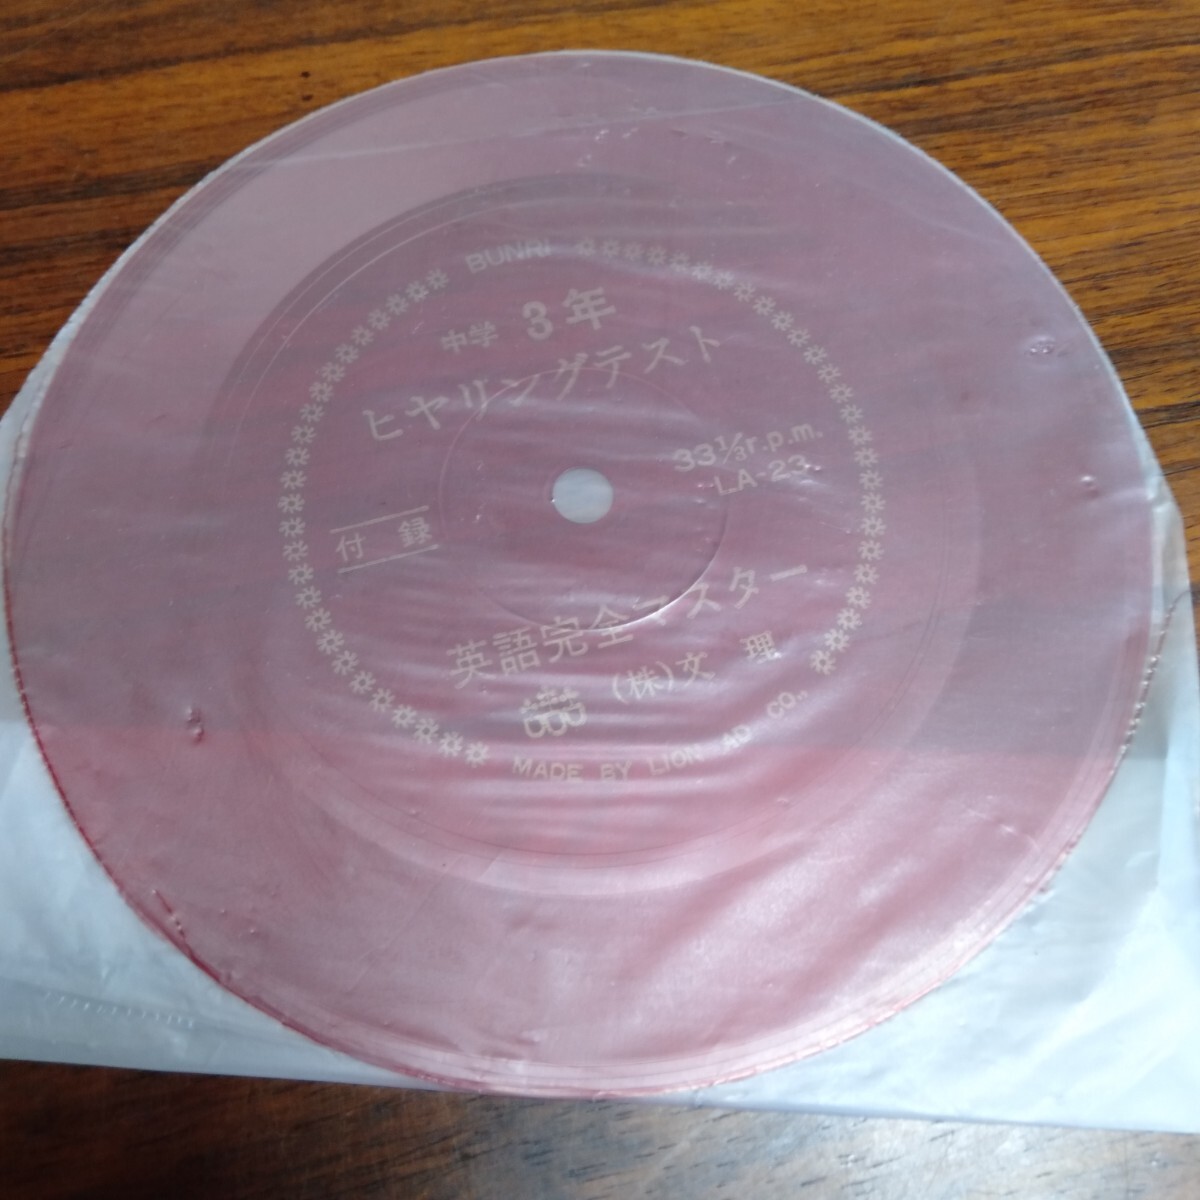 BUNRI
中学 3年
ヒヤリングテスト
33⅓r.p.m.
LA-23
付 録
英語完全マスター
(株)文 理
MADE BY LION AD CO.,